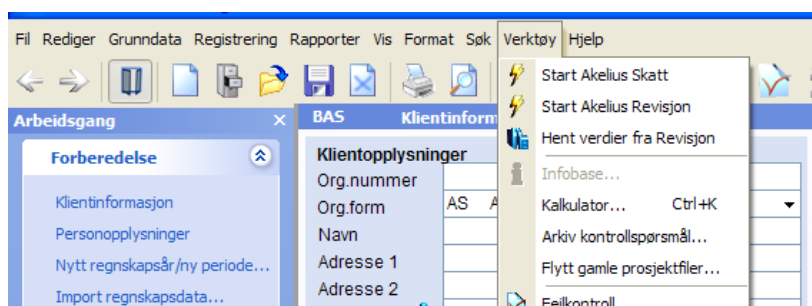 Fil Rediger Grunndata Registrering Rapporter Vis Format Søk Verktøy Hjelp
Start Akelius Skatt
Start Akelius Revisjon
Hent verdier fra Revisjon
Infobase...
Kalkulator... Ctrl+K
Arkiv kontrollspørsmål...
Flytt gamle prosjektfiler...
Feilkontroll
Arbeidsgang
Forberedelse
Klientinformasjon
Personopplysninger
Nytt regnskapsår/ny periode...
Import regnskapsdata...
BAS Klientinform
Klientopplysninger
Org.nummer
Org.form AS A
Navn
Adresse 1
Adresse 2